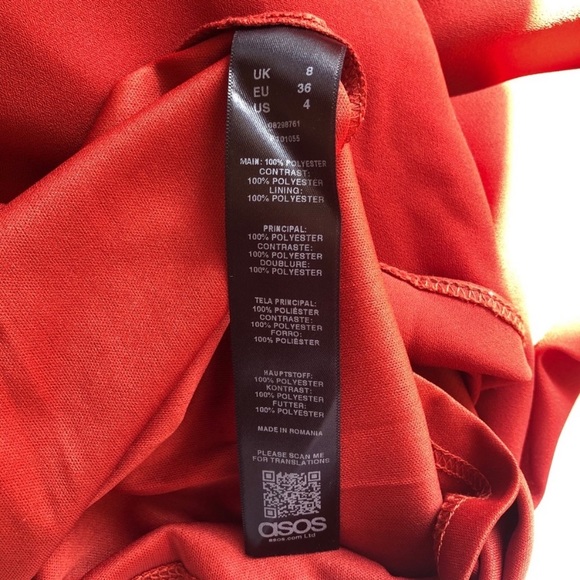 UK 8
EU 36
US 4
MAIN: 100% POLYESTER
CONTRAST:
100% POLYESTER
LINING:
100% POLYESTER
PRINCIPAL:
100% POLYESTER
CONTRASTE:
100% POLYESTER
DOUBLURE:
100% POLYESTER
TELA PRINCIPAL:
100% POLIÉSTER
CONTRASTE:
100% POLIÉSTER
FORRO:
100% POLIÉSTER
HAUPTSTOFF:
100% POLYESTER
KONTRAST:
100% POLYESTER
FUTTER:
100% POLYESTER
MADE IN ROMANIA
PLEASE SCAN ME
FOR TRANSLATIONS
asos
asos.com Ltd